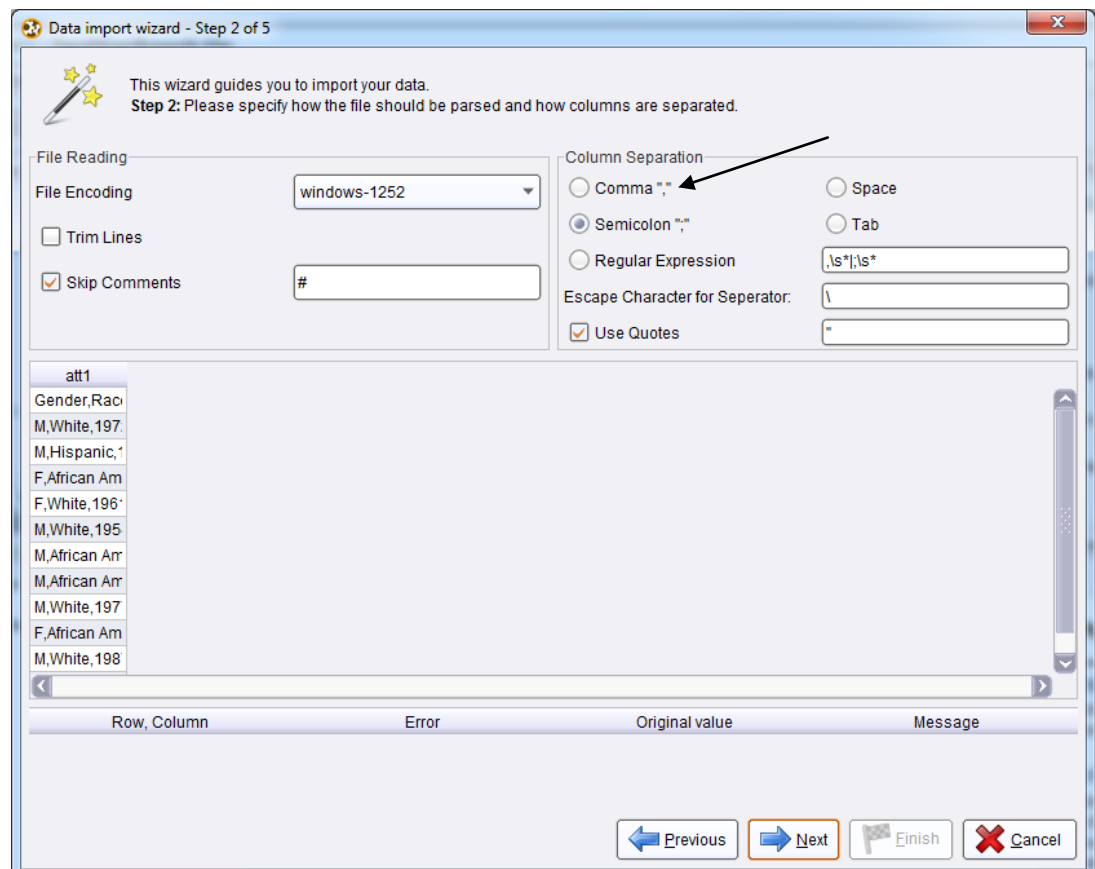 Data import wizard - Step 2 of 5
x
This wizard guides you to import your data.
Step 2: Please specify how the file should be parsed and how columns are separated.
File Reading
File Encoding
windows-1252
Trim Lines
Skip Comments
#
Column Separation
Comma ","
Space
Semicolon ";"
Tab
Regular Expression
,\s*|;\s*
Escape Character for Seperator:
\
Use Quotes
"
att1
Gender,Rac
M,White,197
M,Hispanic,1
F,African Am
F,White,196
M,White,195
M,African Am
M,African Am
M,White,197
F,African Am
M,White,198
Row, Column Error Original value Message
Previous
Next
Finish
Cancel